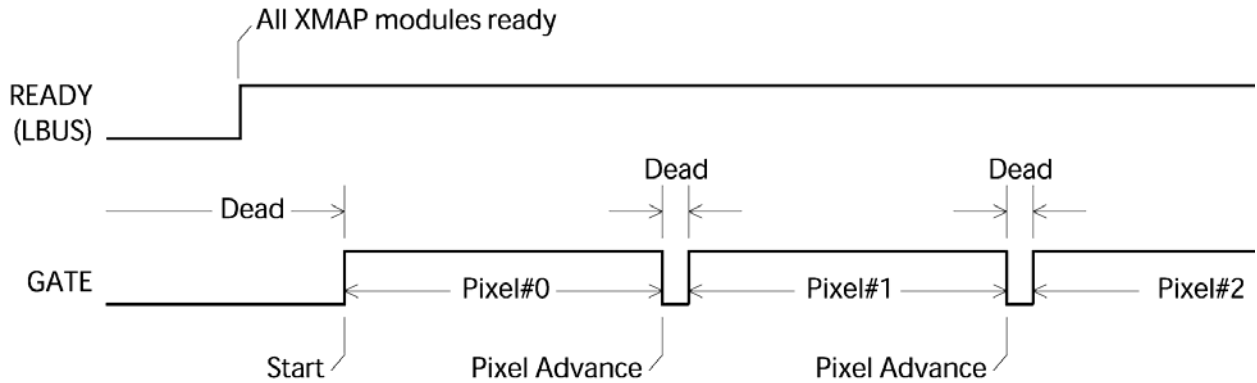 All XMAP modules ready
READY
(LBUS)
Dead
Dead
Dead
GATE
Pixel#0
Pixel#1
Pixel#2
Start
Pixel Advance
Pixel Advance